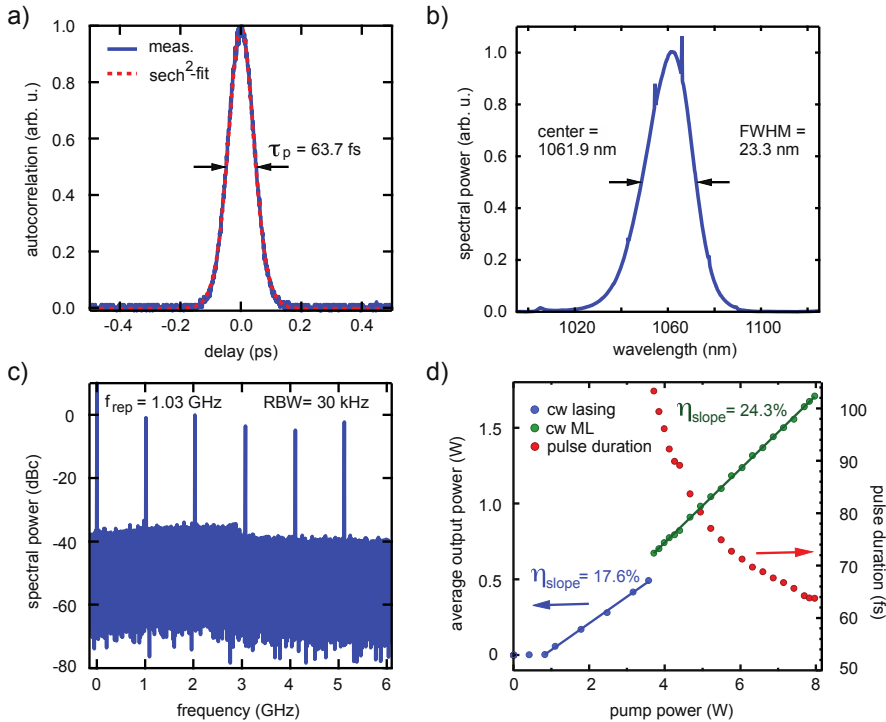 a)
meas.
sech²-fit
τp = 63.7 fs
autocorrelation (arb. u.)
1.0
0.8
0.6
0.4
0.2
0.0
-0.4
-0.2
0.0
0.2
0.4
delay (ps)
b)
center =
1061.9 nm
FWHM =
23.3 nm
spectral power (arb. u.)
1.0
0.8
0.6
0.4
0.2
0.0
1020
1060
1100
wavelength (nm)
c)
f rep = 1.03 GHz
RBW= 30 kHz
spectral power (dBc)
0
-20
-40
-60
-80
0
1
2
3
4
5
6
frequency (GHz)
d)
cw lasing
cw ML
pulse duration
ηslope = 24.3%
ηslope= 17.6%
average output power (W)
1.5
1.0
0.5
0
0
2
4
6
8
pump power (W)
100
90
80
70
60
50
pulse duration (fs)